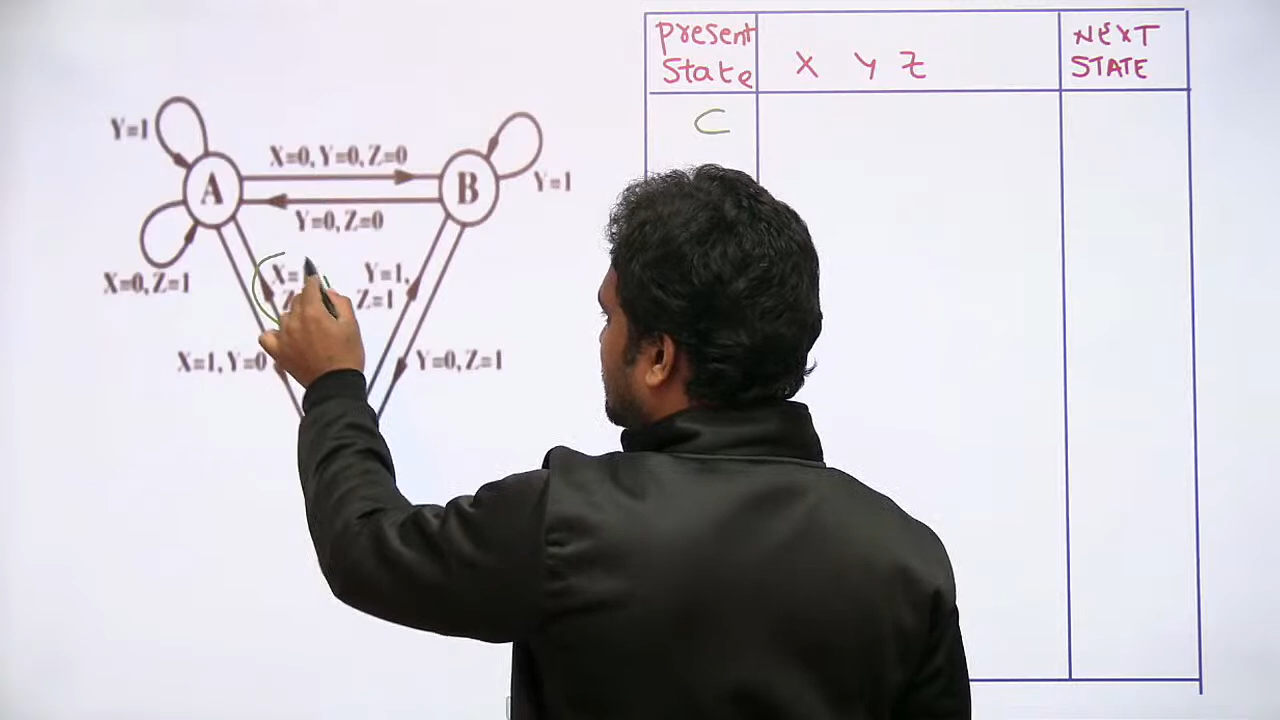 Present
State
X Y Z
NEXT
STATE
C
Y=1
X=0, Y=0, Z=0
A
B
Y=1
Y=0, Z=0
X=0, Z=1
X=
Y=1,
Z=1
X=1, Y=0
Y=0, Z=1